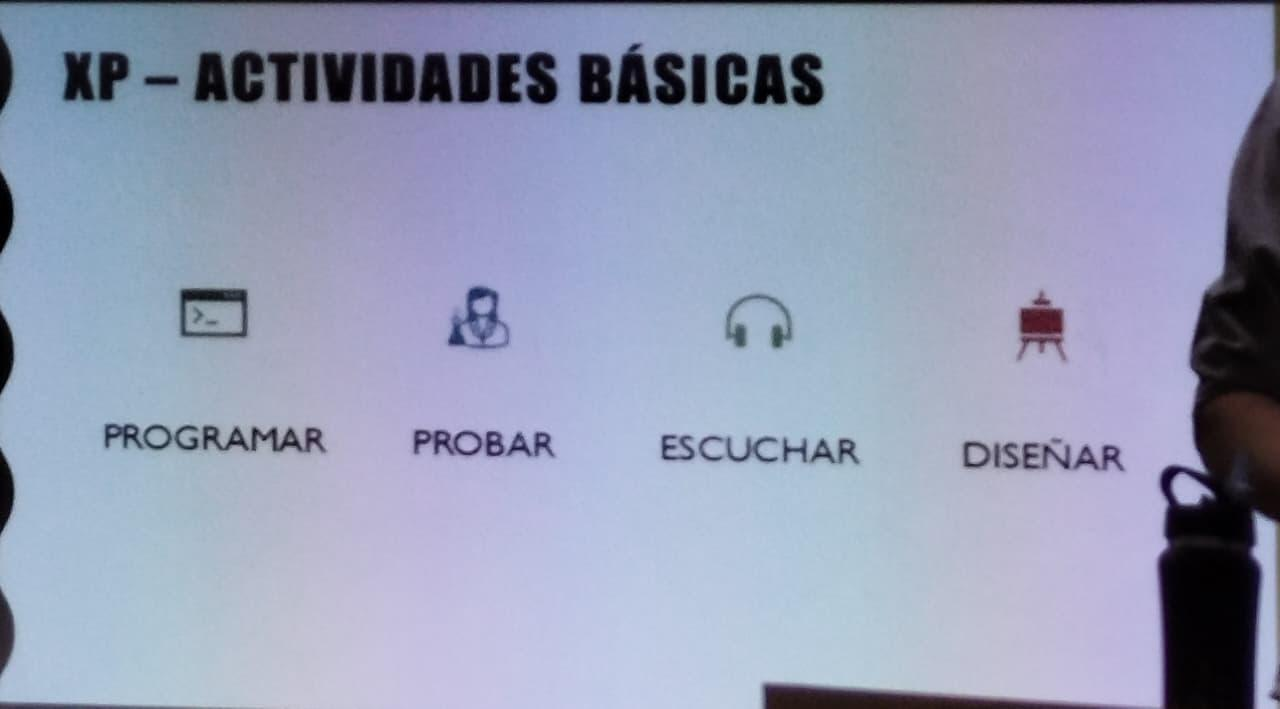 XP – ACTIVIDADES BÁSICAS
>_
PROGRAMAR
PROBAR
ESCUCHAR
DISEÑAR